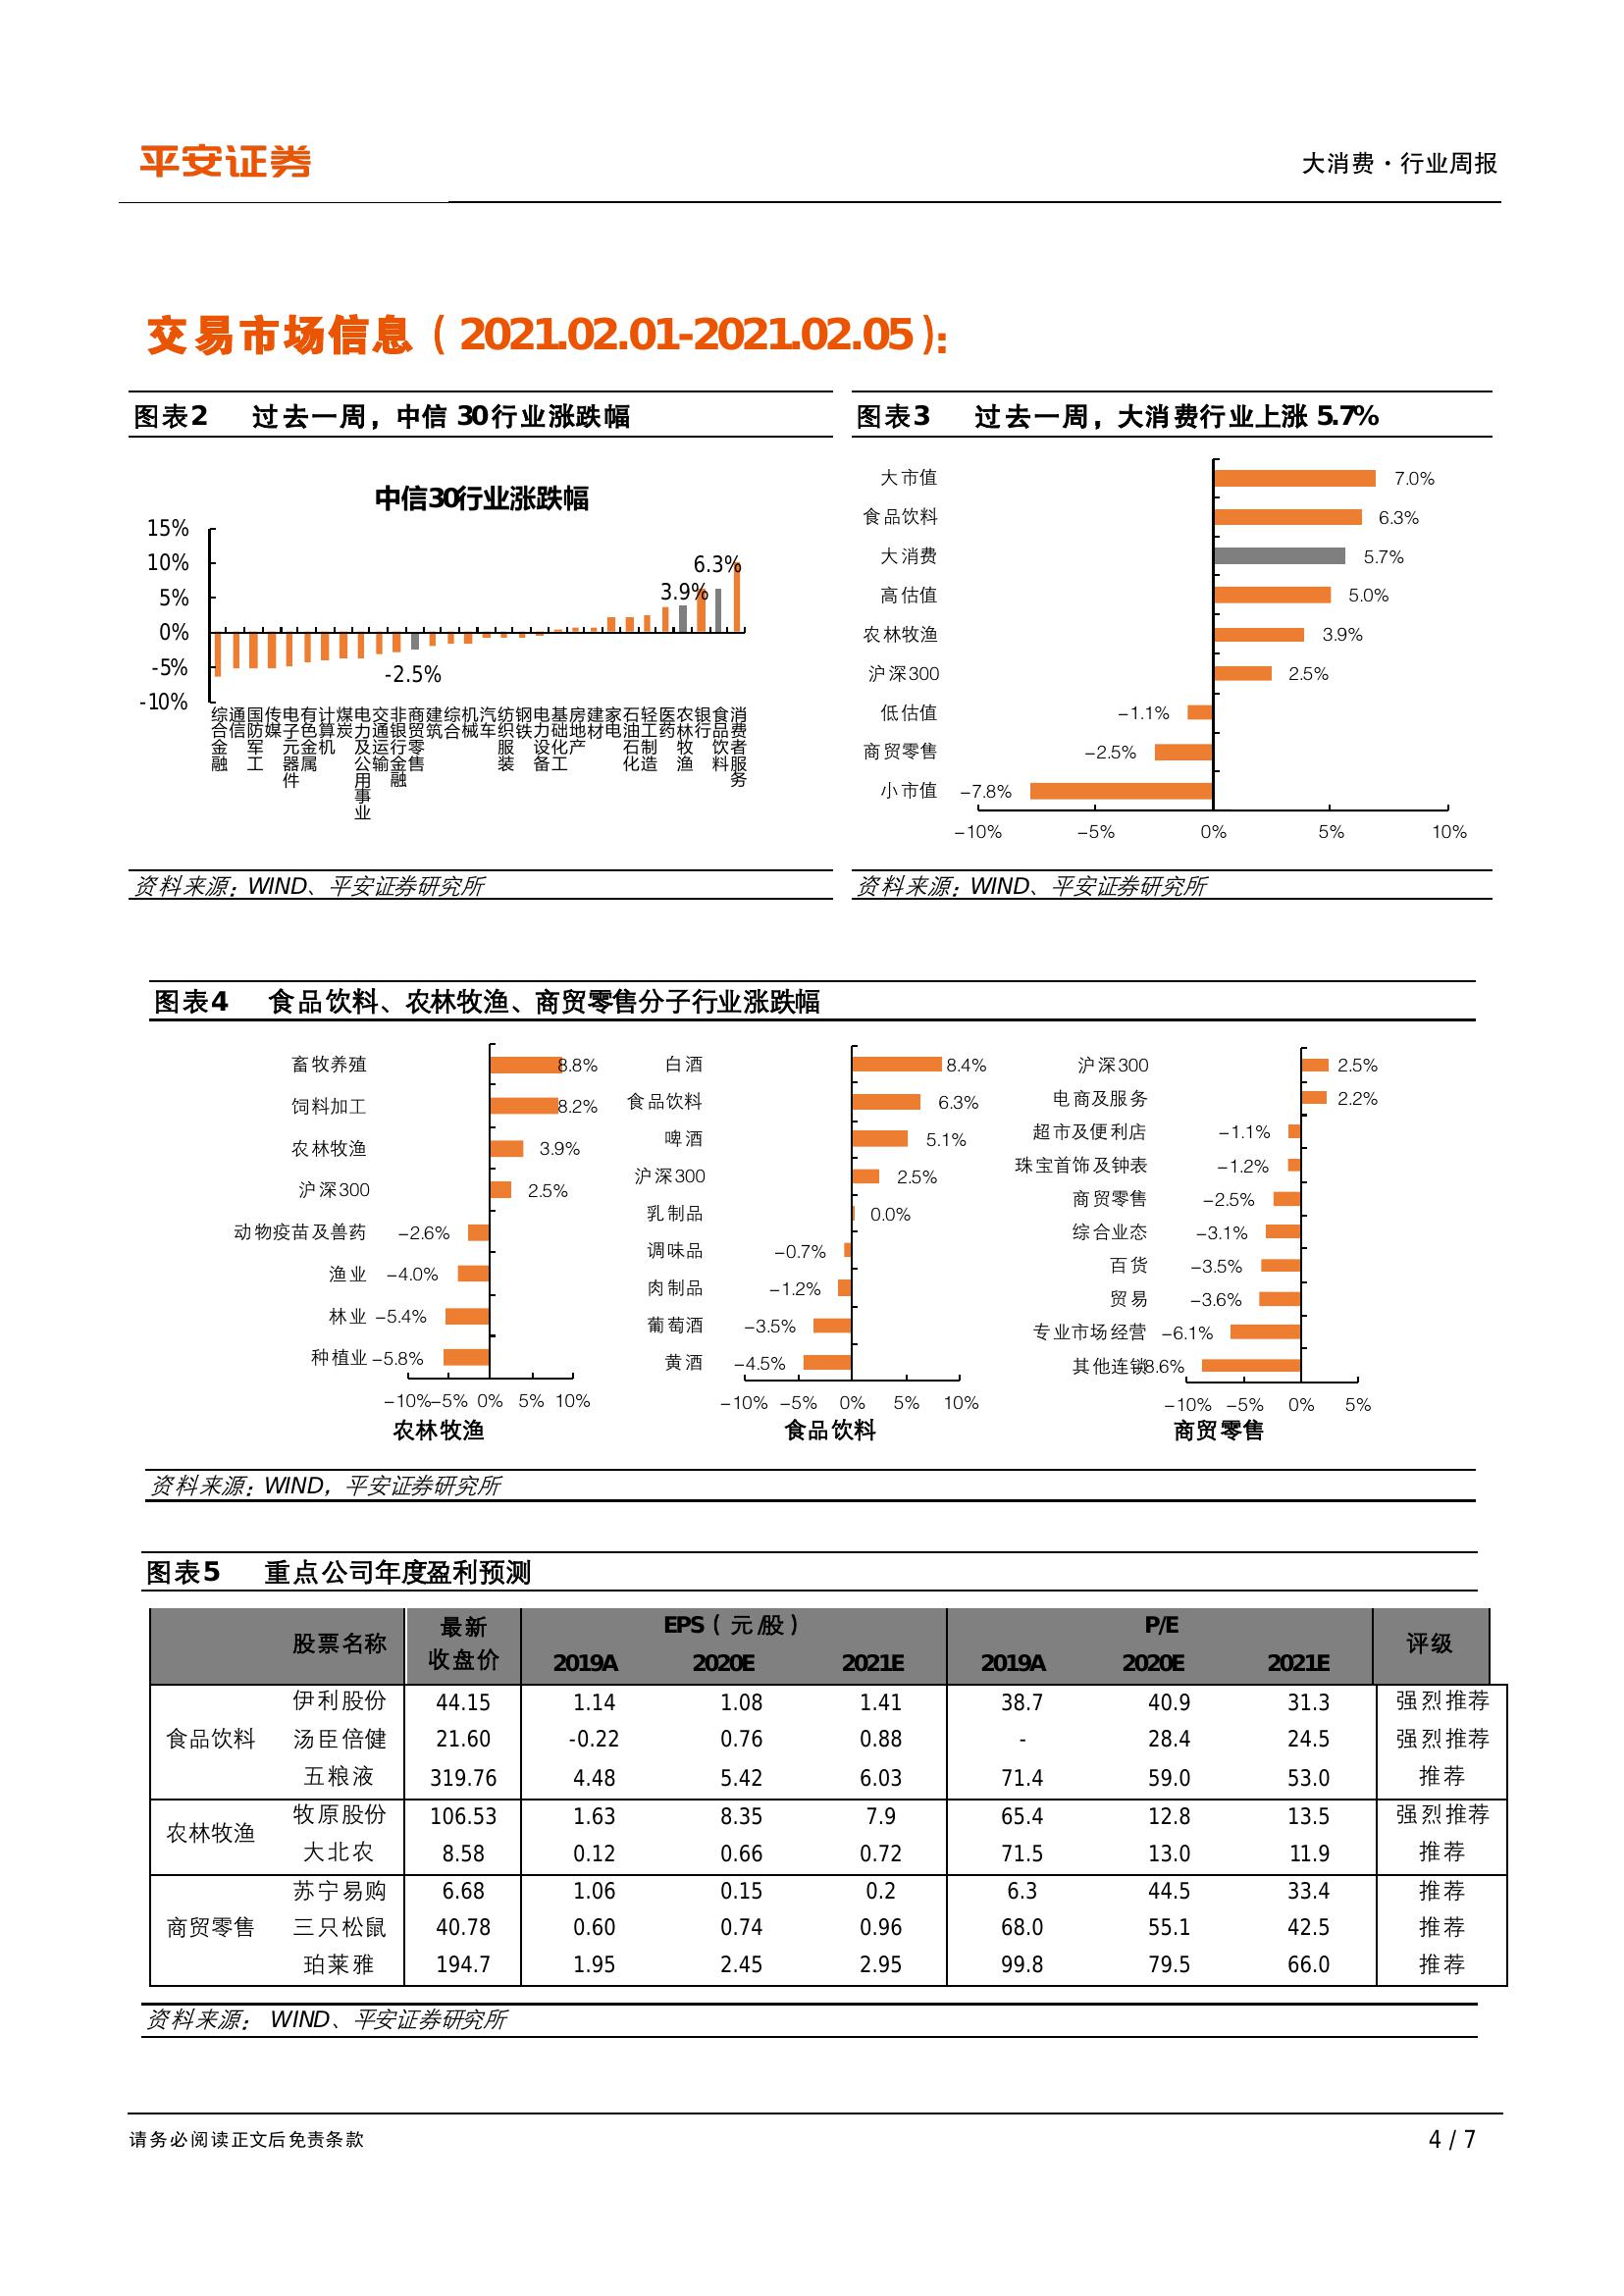 平安证券
大消费·行业周报
交易市场信息（2021.02.01-2021.02.05）：
图表2 过去一周，中信30行业涨跌幅
中信30行业涨跌幅
15%
10%
5%
0%
-5%
-10%
6.3%
3.9%
-2.5%
综合金融
通信
国防军工
传媒
电子元器件
有色金属
计算机
煤炭
电力及公用事业
交通运输
非银行金融
商贸零售
建筑
综合
机械
汽车
纺织服装
钢铁
电力设备
基础化工
房地产
建材
家电
石油石化
轻工制造
医药
农林牧渔
银行
食品饮料
消费者服务
资料来源：WIND、平安证券研究所
图表3 过去一周，大消费行业上涨5.7%
大市值 7.0%
食品饮料 6.3%
大消费 5.7%
高估值 5.0%
农林牧渔 3.9%
沪深300 2.5%
低估值 -1.1%
商贸零售 -2.5%
小市值 -7.8%
-10% -5% 0% 5% 10%
资料来源：WIND、平安证券研究所
图表4 食品饮料、农林牧渔、商贸零售分子行业涨跌幅
畜牧养殖 8.8%
饲料加工 8.2%
农林牧渔 3.9%
沪深300 2.5%
动物疫苗及兽药 -2.6%
渔业 -4.0%
林业 -5.4%
种植业 -5.8%
-10% -5% 0% 5% 10%
农林牧渔
白酒 8.4%
食品饮料 6.3%
啤酒 5.1%
沪深300 2.5%
乳制品 0.0%
调味品 -0.7%
肉制品 -1.2%
葡萄酒 -3.5%
黄酒 -4.5%
-10% -5% 0% 5% 10%
食品饮料
沪深300 2.5%
电商及服务 2.2%
超市及便利店 -1.1%
珠宝首饰及钟表 -1.2%
商贸零售 -2.5%
综合业态 -3.1%
百货 -3.5%
贸易 -3.6%
专业市场经营 -6.1%
其他连锁 -8.6%
-10% -5% 0% 5%
商贸零售
资料来源：WIND，平安证券研究所
图表5 重点公司年度盈利预测
股票名称 最新收盘价 EPS（元/股） P/E 评级
2019A 2020E 2021E 2019A 2020E 2021E
食品饮料
伊利股份 44.15 1.14 1.08 1.41 38.7 40.9 31.3 强烈推荐
汤臣倍健 21.60 -0.22 0.76 0.88 - 28.4 24.5 强烈推荐
五粮液 319.76 4.48 5.42 6.03 71.4 59.0 53.0 推荐
农林牧渔
牧原股份 106.53 1.63 8.35 7.9 65.4 12.8 13.5 强烈推荐
大北农 8.58 0.12 0.66 0.72 71.5 13.0 11.9 推荐
商贸零售
苏宁易购 6.68 1.06 0.15 0.2 6.3 44.5 33.4 推荐
三只松鼠 40.78 0.60 0.74 0.96 68.0 55.1 42.5 推荐
珀莱雅 194.7 1.95 2.45 2.95 99.8 79.5 66.0 推荐
资料来源： WIND、平安证券研究所
请务必阅读正文后免责条款
4 / 7